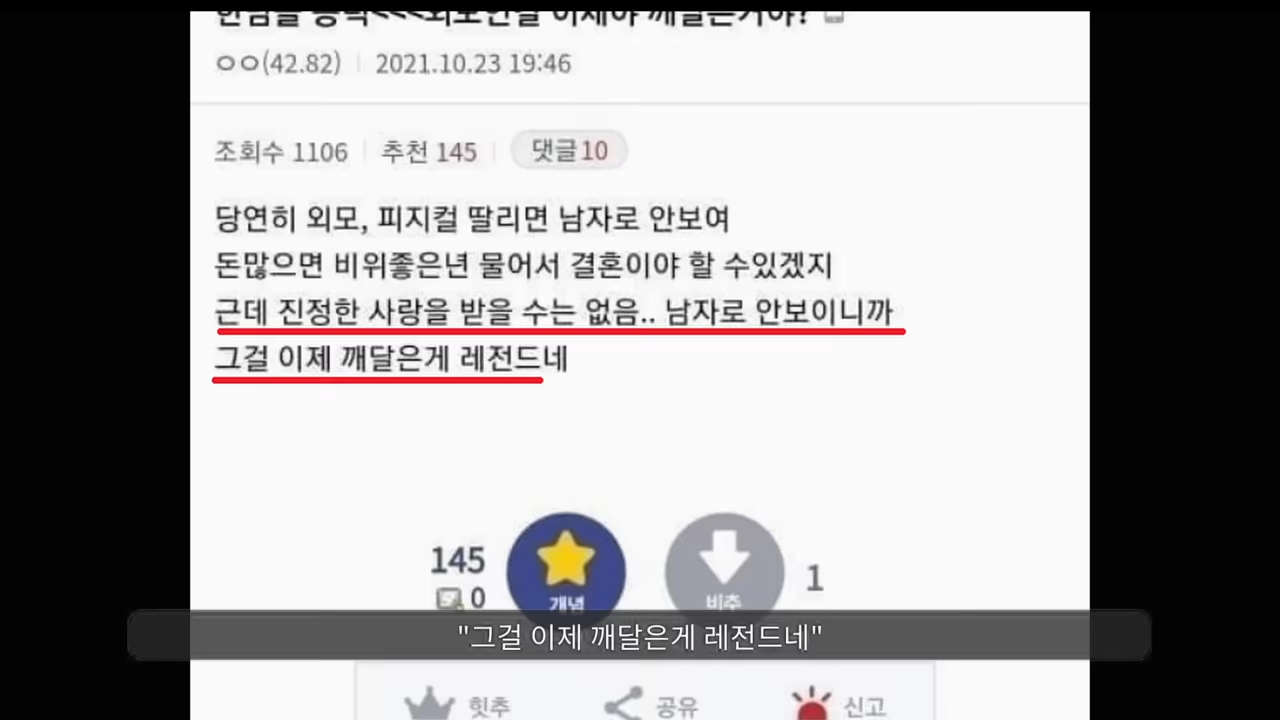 ㅇㅇ(42.82) 2021.10.23 19:46
조회수 1106 추천 145 댓글 10
당연히 외모, 피지컬 딸리면 남자로 안보여
돈많으면 비위좋은년 물어서 결혼이야 할 수있겠지
근데 진정한 사랑을 받을 수는 없음.. 남자로 안보이니까
그걸 이제 깨달은게 레전드네
145 개념 비추 1
0
"그걸 이제 깨달은게 레전드네"
힛추 공유 신고